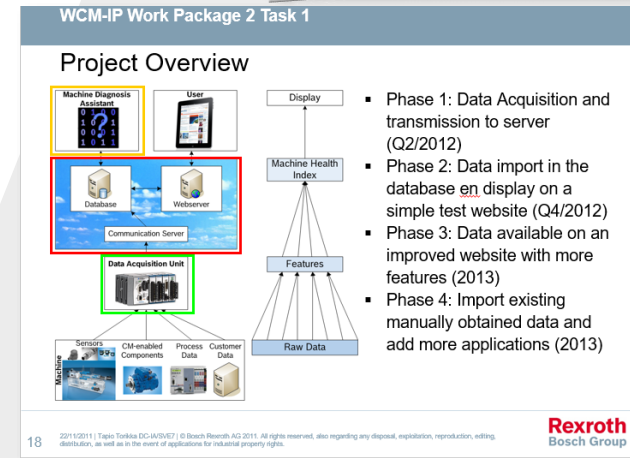 WCM-IP Work Package 2 Task 1
Project Overview
Machine Diagnosis
Assistant
User
Database
Webserver
Communication Server
Data Acquisition Unit
Machine
Sensors
CM-enabled
Components
Process
Data
Customer
Data
Display
Machine Health
Index
Features
Raw Data
Phase 1: Data Acquisition and
transmission to server
(Q2/2012)
Phase 2: Data import in the
database en display on a
simple test website (Q4/2012)
Phase 3: Data available on an
improved website with more
features (2013)
Phase 4: Import existing
manually obtained data and
add more applications (2013)
18
22/11/2011 | Tapio Torikka DC-IA/SVE7 | © Bosch Rexroth AG 2011. All rights reserved, also regarding any disposal, exploitation, reproduction, editing,
distribution, as well as in the event of applications for industrial property rights.
Rexroth
Bosch Group